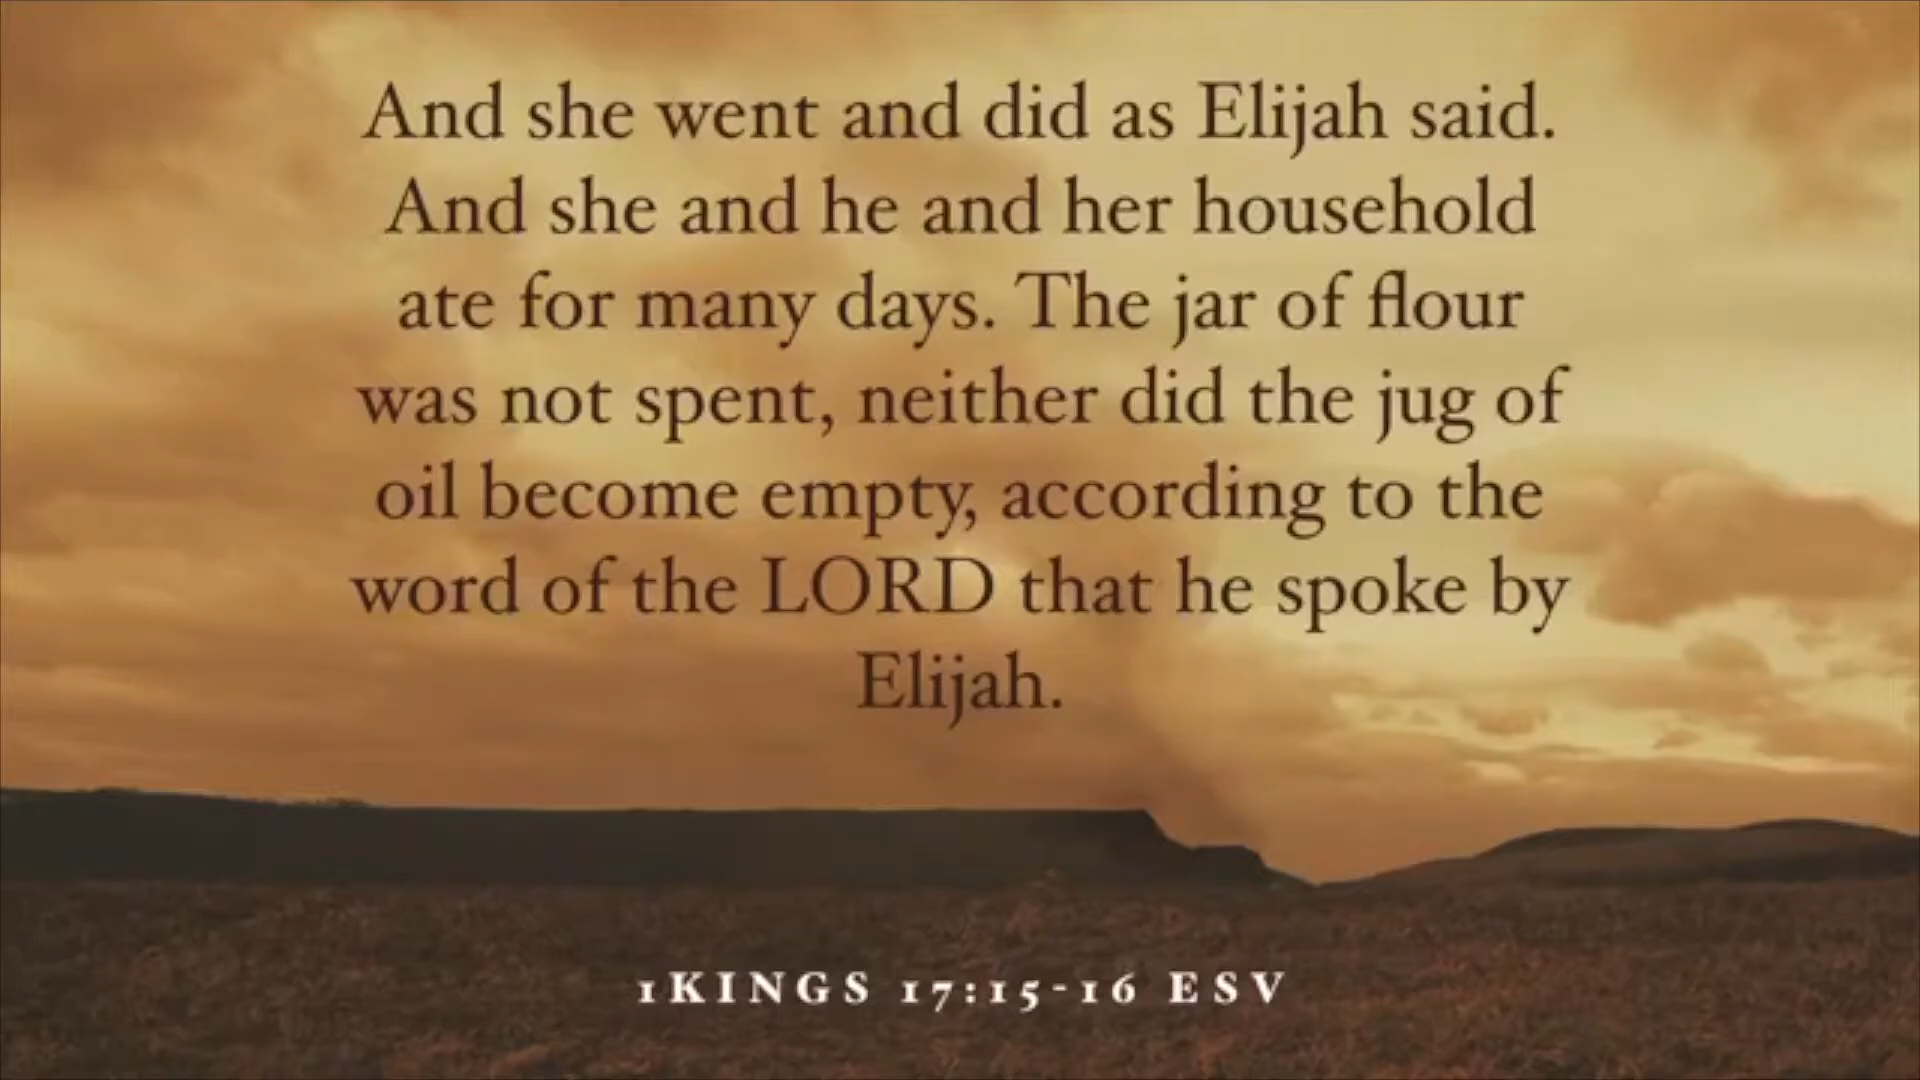 And she went and did as Elijah said.
And she and he and her household
ate for many days. The jar of flour
was not spent, neither did the jug of
oil become empty, according to the
word of the LORD that he spoke by
Elijah.
1KINGS 17:15-16 ESV